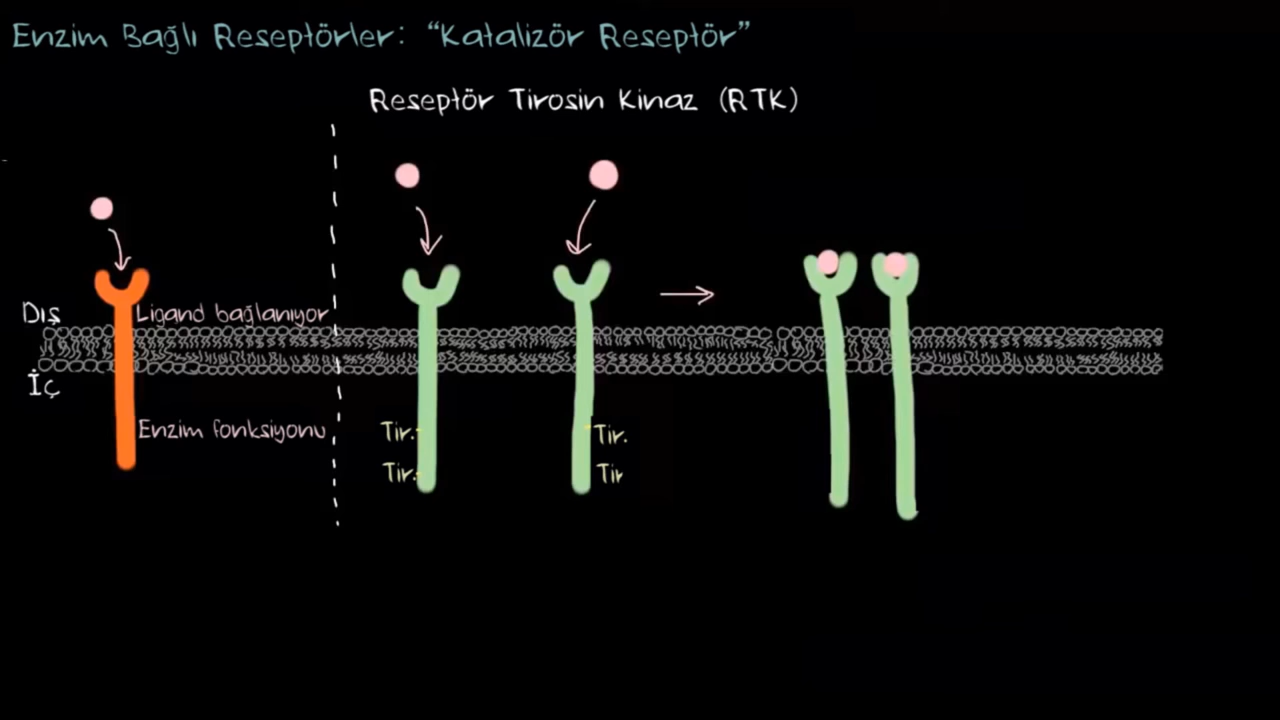 Enzim Bağlı Reseptörler: "Katalizör Reseptör"
Reseptör Tirosin Kinaz (RTK)
Dış
Ligand bağlanıyor
İç
Enzim fonksiyonu
Tir.
Tir.
Tir.
Tir